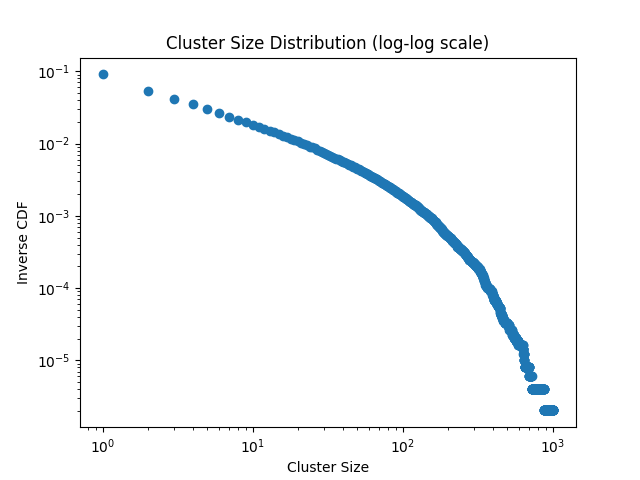 Cluster Size Distribution (log-log scale)
Inverse CDF
10⁻¹
10⁻²
10⁻³
10⁻⁴
10⁻⁵
10⁰ 10¹ 10² 10³
Cluster Size